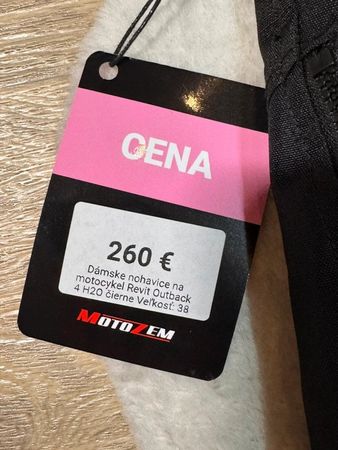 CENA
260 €
Dámske nohavice na
motocykel Revit Outback
4 H2O čierne Veľkosť: 38
MOTOZEM